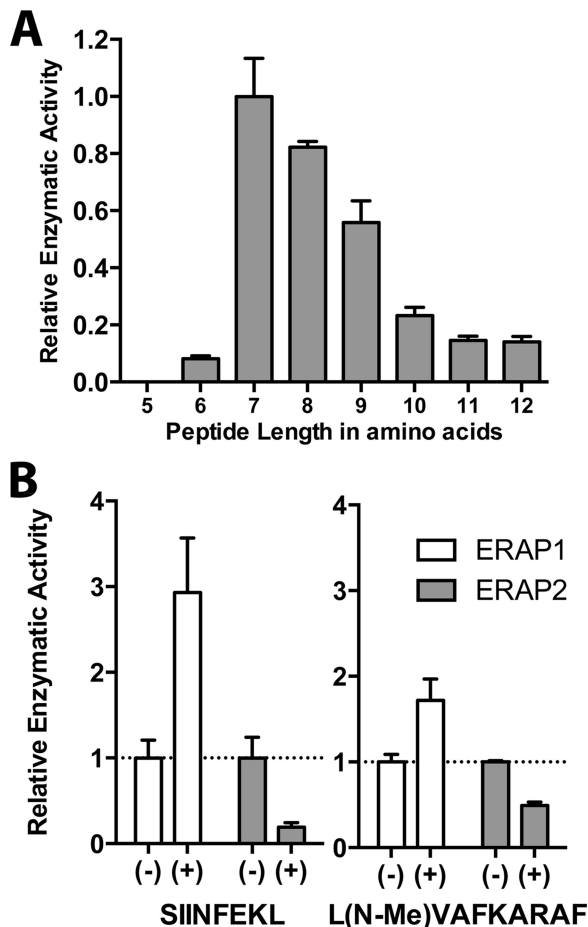 A
Relative Enzymatic Activity
1.2
1.0
0.8
0.6
0.4
0.2
0.0
5 6 7 8 9 10 11 12
Peptide Length in amino acids
B
Relative Enzymatic Activity
4
3
2
1
0
(-) (+) (-) (+)
SIINFEKL
4
3
2
1
0
ERAP1
ERAP2
(-) (+) (-) (+)
L(N-Me)VAFKARAF